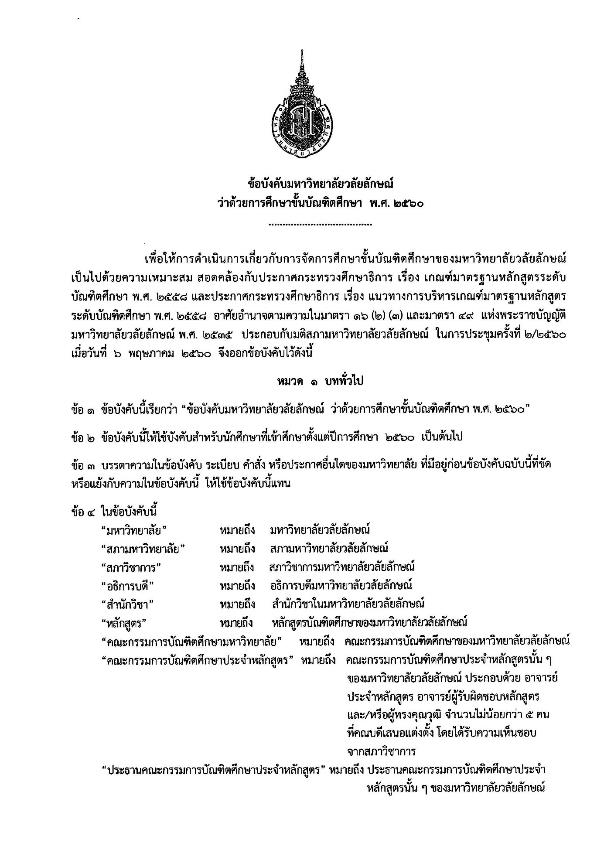 ข้อบังคับมหาวิทยาลัยวลัยลักษณ์
ว่าด้วยการศึกษาขั้นบัณฑิตศึกษา พ.ศ. ๒๕๖๐
....................................
เพื่อให้การดำเนินการเกี่ยวกับการจัดการศึกษาขั้นบัณฑิตศึกษาของมหาวิทยาลัยวลัยลักษณ์
เป็นไปด้วยความเหมาะสม สอดคล้องกับประกาศกระทรวงศึกษาธิการ เรื่อง เกณฑ์มาตรฐานหลักสูตรระดับ
บัณฑิตศึกษา พ.ศ. ๒๕๕๘ และประกาศกระทรวงศึกษาธิการ เรื่อง แนวทางการบริหารเกณฑ์มาตรฐานหลักสูตร
ระดับบัณฑิตศึกษา พ.ศ. ๒๕๕๘ อาศัยอำนาจตามความในมาตรา ๑๖ (๒) (๓) และมาตรา ๔๙ แห่งพระราชบัญญัติ
มหาวิทยาลัยวลัยลักษณ์ พ.ศ. ๒๕๓๕ ประกอบกับมติสภามหาวิทยาลัยวลัยลักษณ์ ในการประชุมครั้งที่ ๒/๒๕๖๐
เมื่อวันที่ ๖ พฤษภาคม ๒๕๖๐ จึงออกข้อบังคับไว้ดังนี้
หมวด ๑ บททั่วไป
ข้อ ๑ ข้อบังคับนี้เรียกว่า "ข้อบังคับมหาวิทยาลัยวลัยลักษณ์ ว่าด้วยการศึกษาขั้นบัณฑิตศึกษา พ.ศ. ๒๕๖๐"
ข้อ ๒ ข้อบังคับนี้ให้ใช้บังคับสำหรับนักศึกษาที่เข้าศึกษาตั้งแต่ปีการศึกษา ๒๕๖๐ เป็นต้นไป
ข้อ ๓ บรรดาความในข้อบังคับ ระเบียบ คำสั่ง หรือประกาศอื่นใดของมหาวิทยาลัย ที่มีอยู่ก่อนข้อบังคับฉบับนี้ที่ขัด
หรือแย้งกับความในข้อบังคับนี้ ให้ใช้ข้อบังคับนี้แทน
ข้อ ๔ ในข้อบังคับนี้
"มหาวิทยาลัย" หมายถึง มหาวิทยาลัยวลัยลักษณ์
"สภามหาวิทยาลัย" หมายถึง สภามหาวิทยาลัยวลัยลักษณ์
"สภาวิชาการ" หมายถึง สภาวิชาการมหาวิทยาลัยวลัยลักษณ์
"อธิการบดี" หมายถึง อธิการบดีมหาวิทยาลัยวลัยลักษณ์
"สำนักวิชา" หมายถึง สำนักวิชาในมหาวิทยาลัยวลัยลักษณ์
"หลักสูตร" หมายถึง หลักสูตรบัณฑิตศึกษาของมหาวิทยาลัยวลัยลักษณ์
"คณะกรรมการบัณฑิตศึกษามหาวิทยาลัย" หมายถึง คณะกรรมการบัณฑิตศึกษาของมหาวิทยาลัยวลัยลักษณ์
"คณะกรรมการบัณฑิตศึกษาประจำหลักสูตร" หมายถึง คณะกรรมการบัณฑิตศึกษาประจำหลักสูตรนั้น ๆ
ของมหาวิทยาลัยวลัยลักษณ์ ประกอบด้วย อาจารย์
ประจำหลักสูตร อาจารย์ผู้รับผิดชอบหลักสูตร
และ/หรือผู้ทรงคุณวุฒิ จำนวนไม่น้อยกว่า ๕ คน
ที่คณบดีเสนอแต่งตั้ง โดยได้รับความเห็นชอบ
จากสภาวิชาการ
"ประธานคณะกรรมการบัณฑิตศึกษาประจำหลักสูตร" หมายถึง ประธานคณะกรรมการบัณฑิตศึกษาประจำ
หลักสูตรนั้น ๆ ของมหาวิทยาลัยวลัยลักษณ์